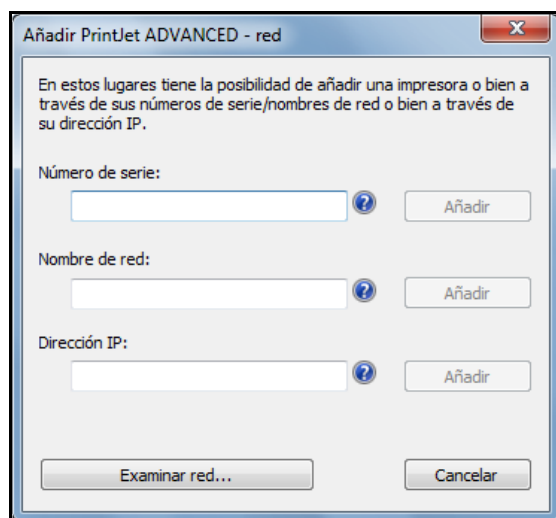 Añadir PrintJet ADVANCED - red
X
En estos lugares tiene la posibilidad de añadir una impresora o bien a
través de sus números de serie/nombres de red o bien a través de
su dirección IP.
Número de serie:
? Añadir
Nombre de red:
? Añadir
Dirección IP:
? Añadir
Examinar red... Cancelar